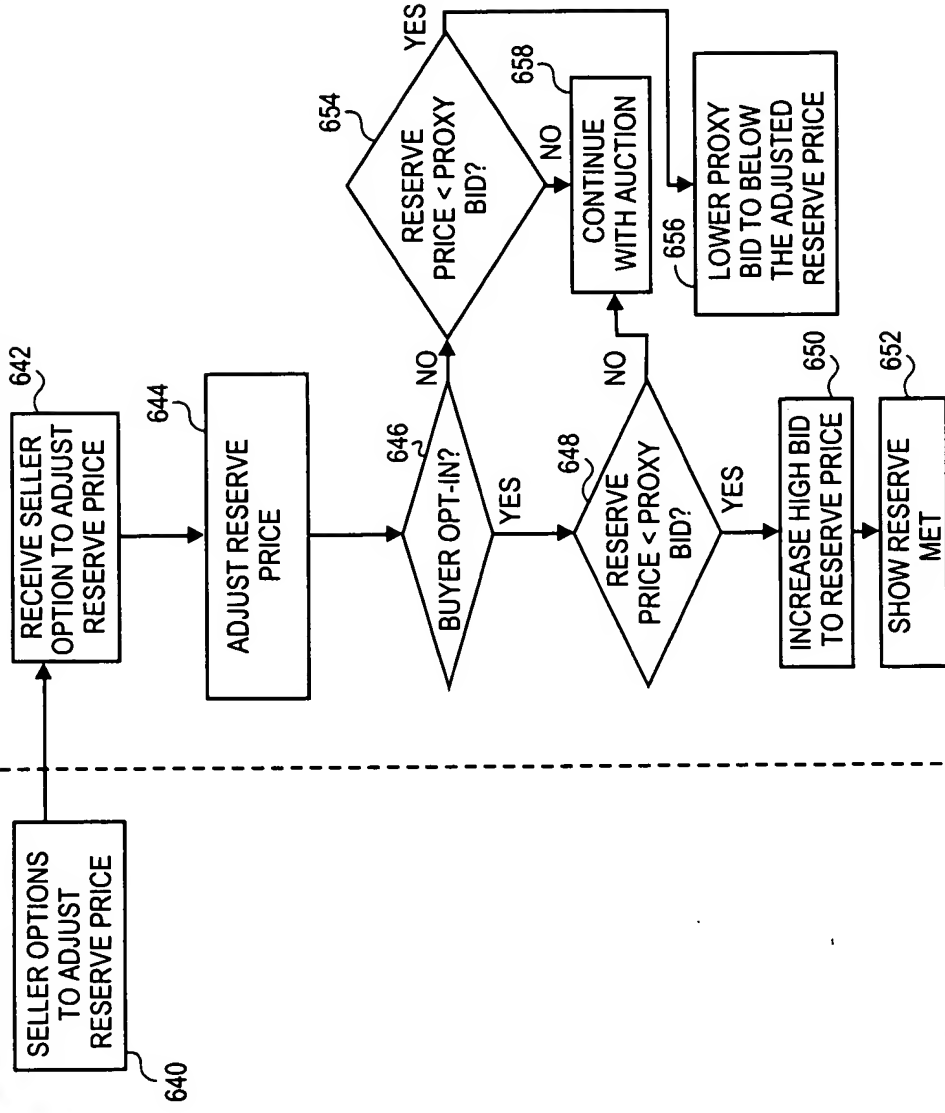 640
SELLER OPTIONS
TO ADJUST
RESERVE PRICE
642
RECEIVE SELLER
OPTION TO ADJUST
RESERVE PRICE
644
ADJUST RESERVE
PRICE
646
BUYER OPT-IN?
NO
YES
648
RESERVE
PRICE < PROXY
BID?
NO
YES
650
INCREASE HIGH BID
TO RESERVE PRICE
652
SHOW RESERVE
MET
654
RESERVE
PRICE < PROXY
BID?
YES
NO
658
CONTINUE
WITH AUCTION
656
LOWER PROXY
BID TO BELOW
THE ADJUSTED
RESERVE PRICE